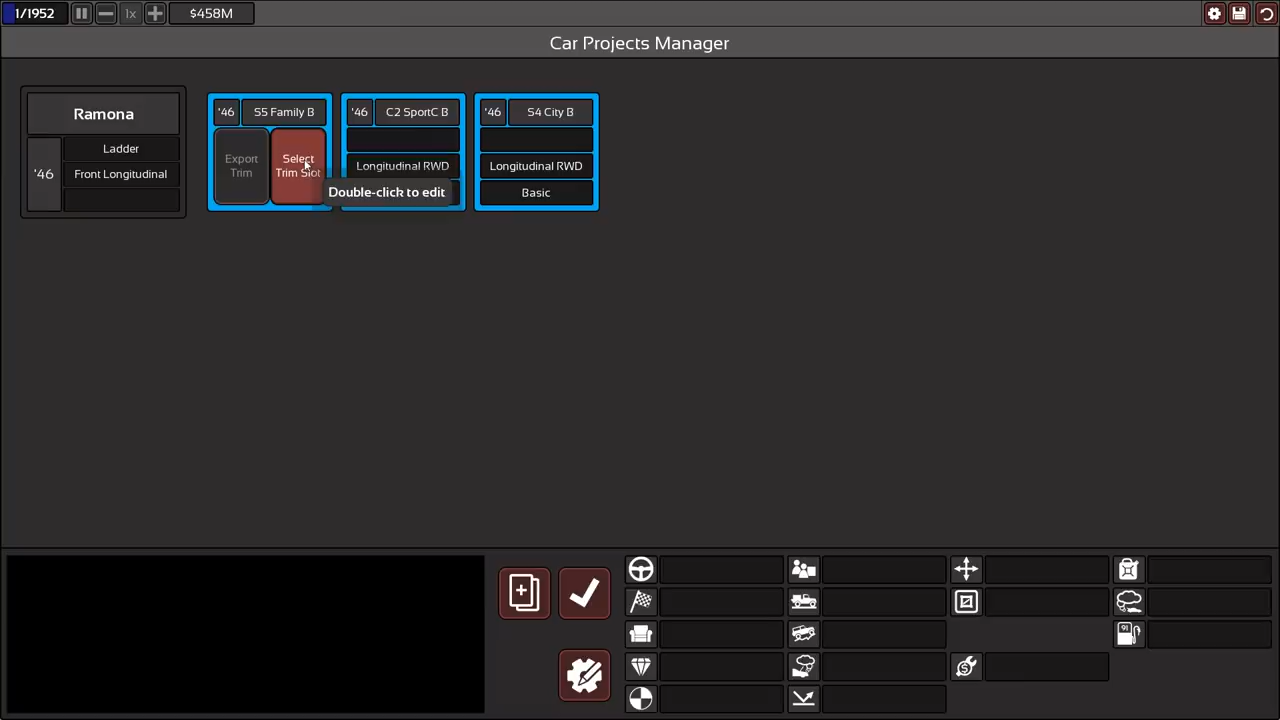 1/1952
1x
$458M
Car Projects Manager
Ramona
'46
Ladder
Front Longitudinal
'46
S5 Family B
Export
Trim
Select
Trim Slot
'46
C2 SportC B
Longitudinal RWD
'46
S4 City B
Longitudinal RWD
Basic
Double-click to edit
91